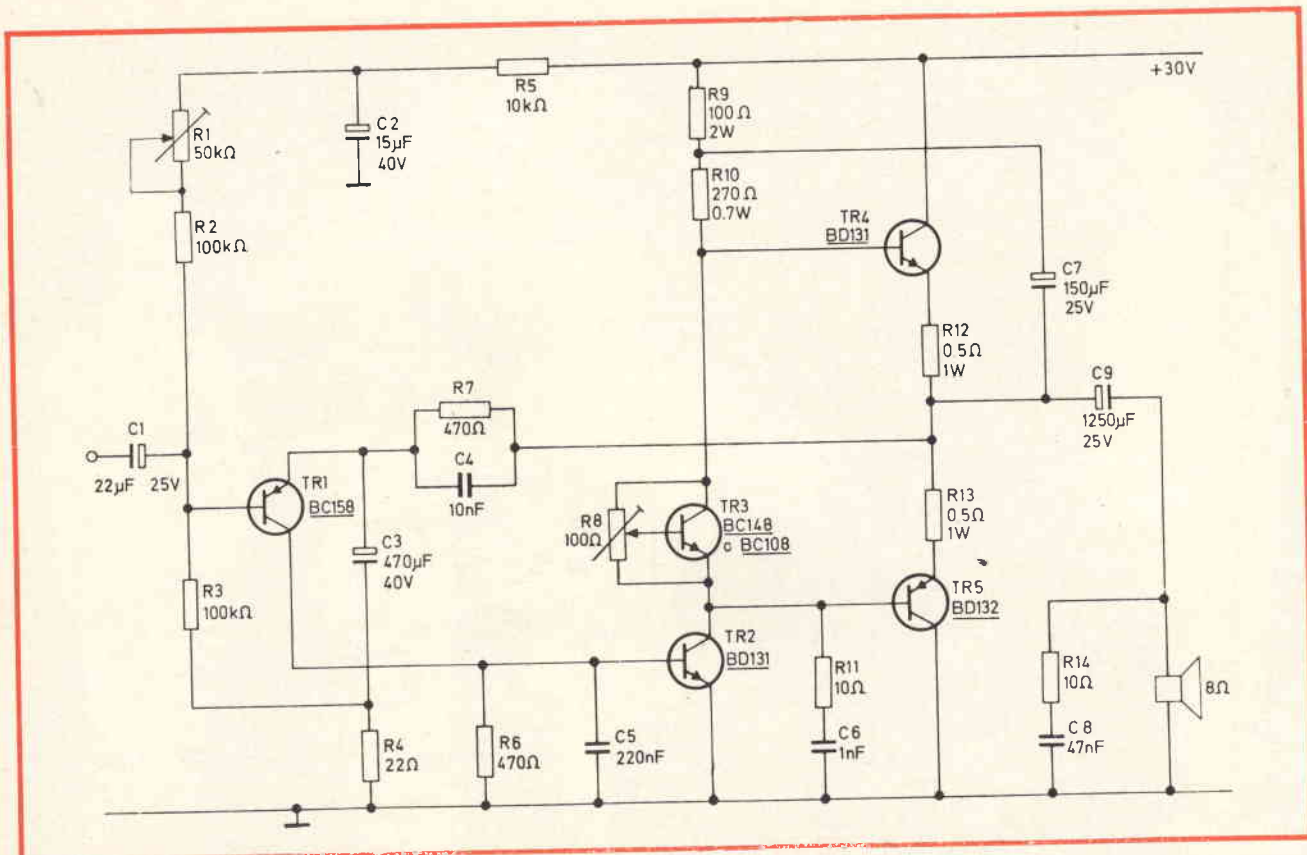 +30V
R5
10kΩ
R9
100Ω
2W
R1
50kΩ
C2
15µF
40V
R10
270Ω
0.7W
R2
100kΩ
TR4
BD131
C7
150µF
25V
R12
0.5Ω
1W
C9
1250µF
25V
R7
470Ω
C4
10nF
C1
22µF 25V
TR1
BC158
R8
100Ω
TR3
BC148
o BC108
R13
0.5Ω
1W
C3
470µF
40V
R3
100kΩ
TR5
BD132
TR2
BD131
R11
10Ω
R14
10Ω
8Ω
R4
22Ω
R6
470Ω
C5
220nF
C6
1nF
C8
47nF